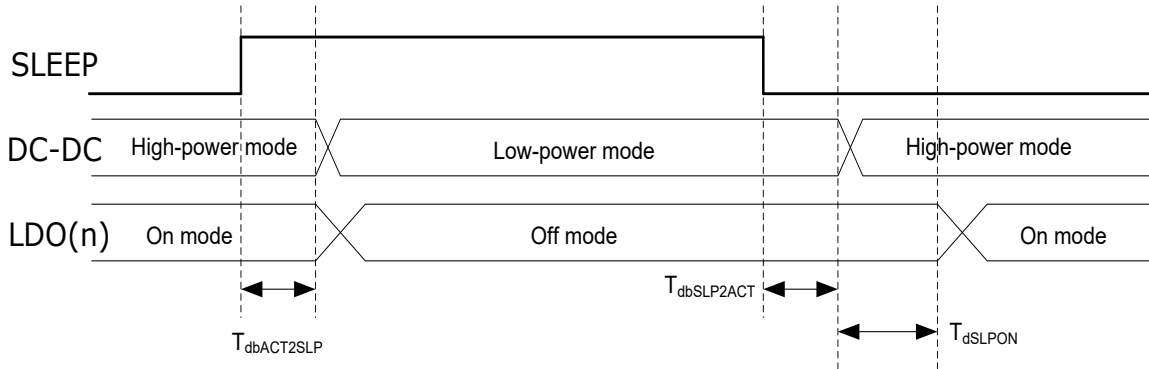 SLEEP
DC-DC High-power mode Low-power mode High-power mode
LDO(n) On mode Off mode On mode
TdbSLP2ACT
TdbACT2SLP TdSLPON